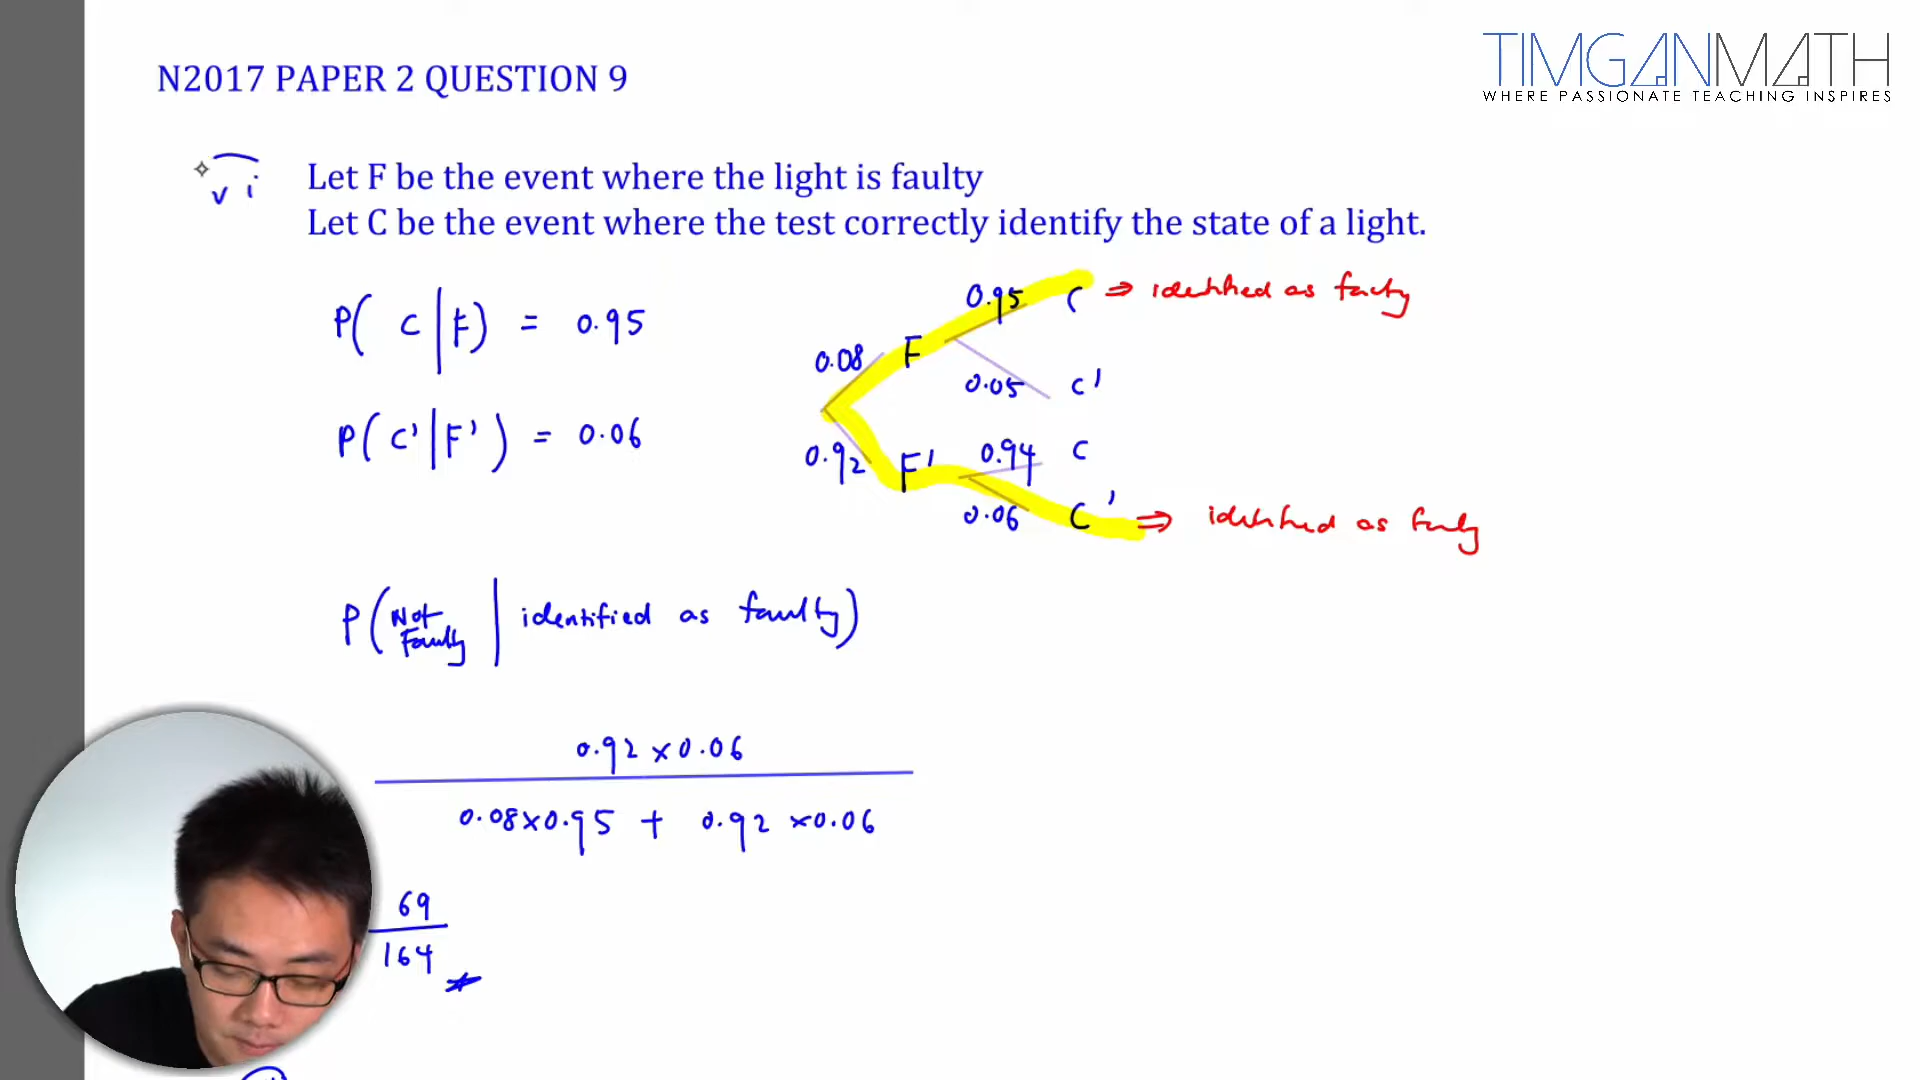 TIMGANMATH
WHERE PASSIONATE TEACHING INSPIRES
N2017 PAPER 2 QUESTION 9
vi
Let F be the event where the light is faulty
Let C be the event where the test correctly identify the state of a light.
P( C | F) = 0.95
P( C' | F' ) = 0.06
0.08 F 0.95 C ⇒ identified as faulty
0.05 C'
0.92 F' 0.94 C
0.06 C' ⇒ identified as faulty
P( Not Faulty | identified as faulty)
0.92 × 0.06
0.08 × 0.95 + 0.92 × 0.06
69
164